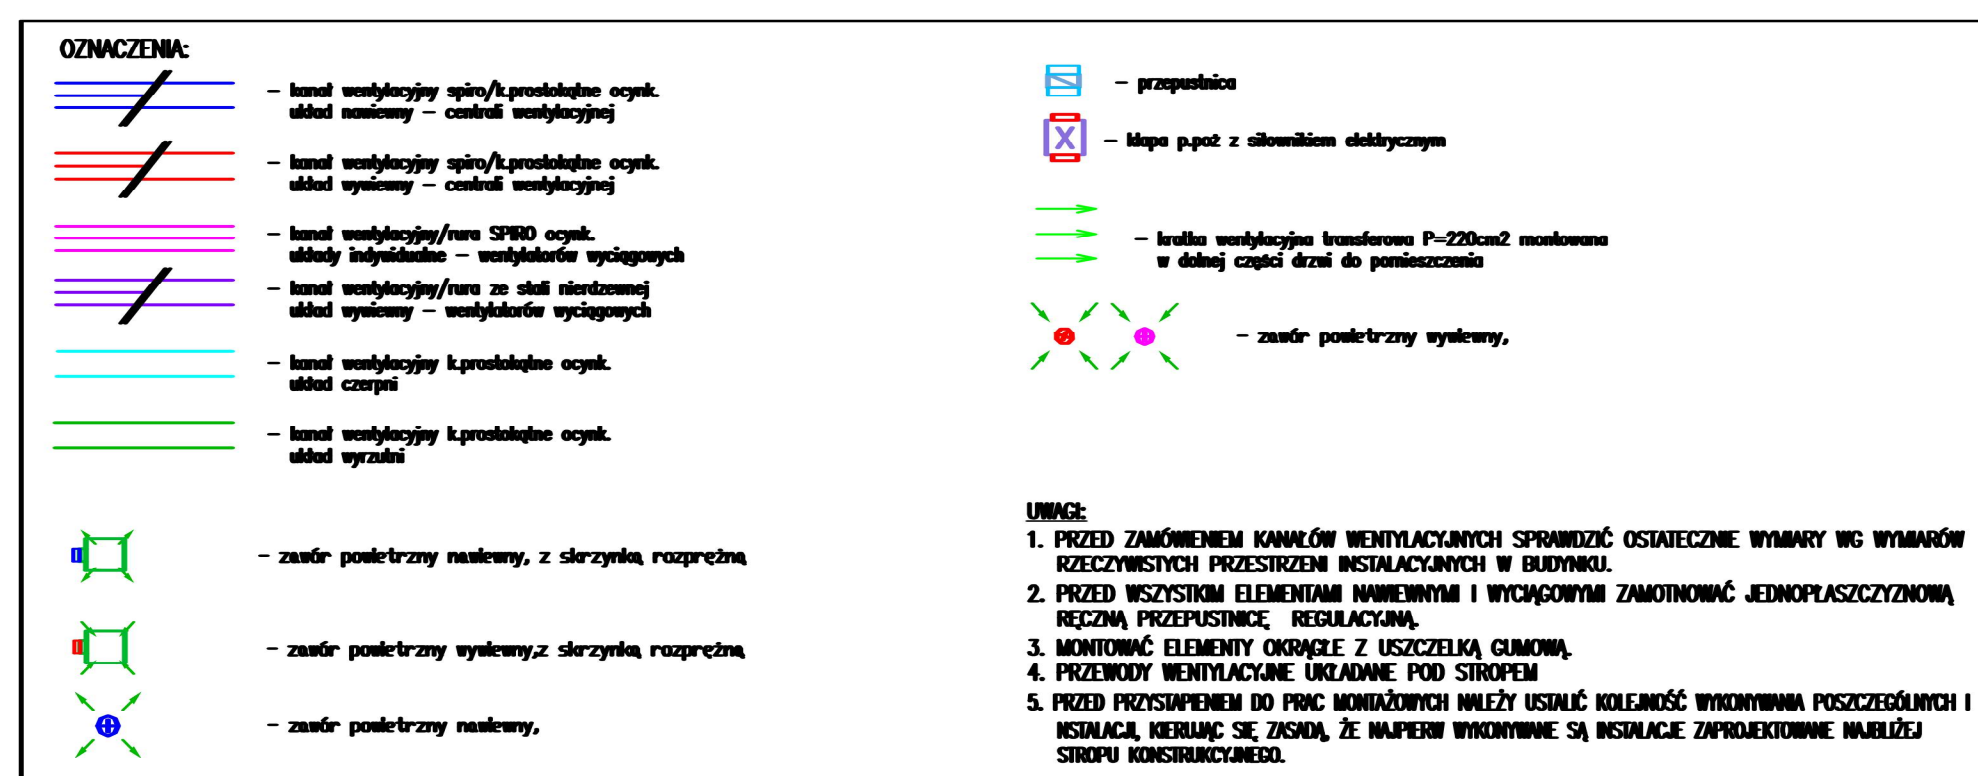 OZNACZENIA:
– kanał wentylacyjny spiro/k.prostokątne ocynk.
układ nawiewny – centrali wentylacyjnej
– kanał wentylacyjny spiro/k.prostokątne ocynk.
układ wywiewny – centrali wentylacyjnej
– kanał wentylacyjny/rura SPIRO ocynk.
układy indywidualne – wentylatorów wyciągowych
– kanał wentylacyjny/rura ze stali nierdzewnej
układ wywiewny – wentylatorów wyciągowych
– kanał wentylacyjny k.prostokątne ocynk.
układ czerpni
– kanał wentylacyjny k.prostokątne ocynk.
układ wyrzutni
– zawór powietrzny nawiewny, z skrzynką rozprężną
– zawór powietrzny wywiewny,z skrzynką rozprężną
– zawór powietrzny nawiewny,
– przepustnica
X
– klapa p.poż z siłownikiem elektrycznym
– kratka wentylacyjna transferowa P=220cm2 montowana
w dolnej części drzwi do pomieszczenia
– zawór powietrzny wywiewny,
UWAGI:
1. PRZED ZAMÓWIENIEM KANAŁÓW WENTYLACYJNYCH SPRAWDZIĆ OSTATECZNIE WYMIARY WG WYMIARÓW
RZECZYWISTYCH PRZESTRZENI INSTALACYJNYCH W BUDYNKU.
2. PRZED WSZYSTKIM ELEMENTAMI NAWIEWNYMI I WYCIĄGOWYMI ZAMOTNOWAĆ JEDNOPŁASZCZYZNOWĄ
RĘCZNĄ PRZEPUSTNICĘ REGULACYJNĄ.
3. MONTOWAĆ ELEMENTY OKRĄGŁE Z USZCZELKĄ GUMOWĄ.
4. PRZEWODY WENTYLACYJNE UKŁADANE POD STROPEM
5. PRZED PRZYSTAPIENIEM DO PRAC MONTAŻOWYCH NALEŻY USTALIĆ KOLEJNOŚĆ WYKONYWANIA POSZCZEGÓLNYCH I
NSTALACJI, KIERUJĄC SIĘ ZASADĄ, ŻE NAJPIERW WYKONYWANE SĄ INSTALACJE ZAPROJEKTOWANE NAJBLIŻEJ
STROPU KONSTRUKCYJNEGO.